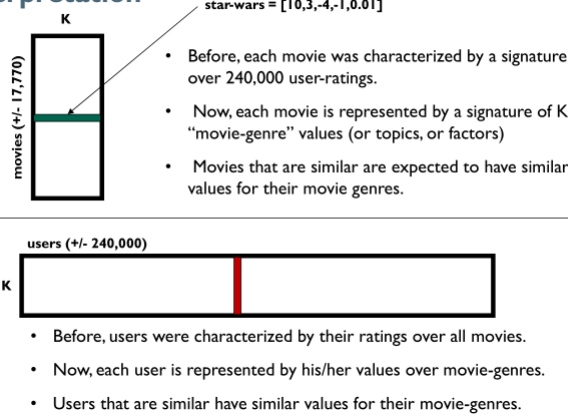 K
star-wars = [10,3,-4,-1,0.01]
movies (+/- 17,770)
• Before, each movie was characterized by a signature
over 240,000 user-ratings.
• Now, each movie is represented by a signature of K
“movie-genre” values (or topics, or factors)
• Movies that are similar are expected to have similar
values for their movie genres.
users (+/- 240,000)
K
• Before, users were characterized by their ratings over all movies.
• Now, each user is represented by his/her values over movie-genres.
• Users that are similar have similar values for their movie-genres.